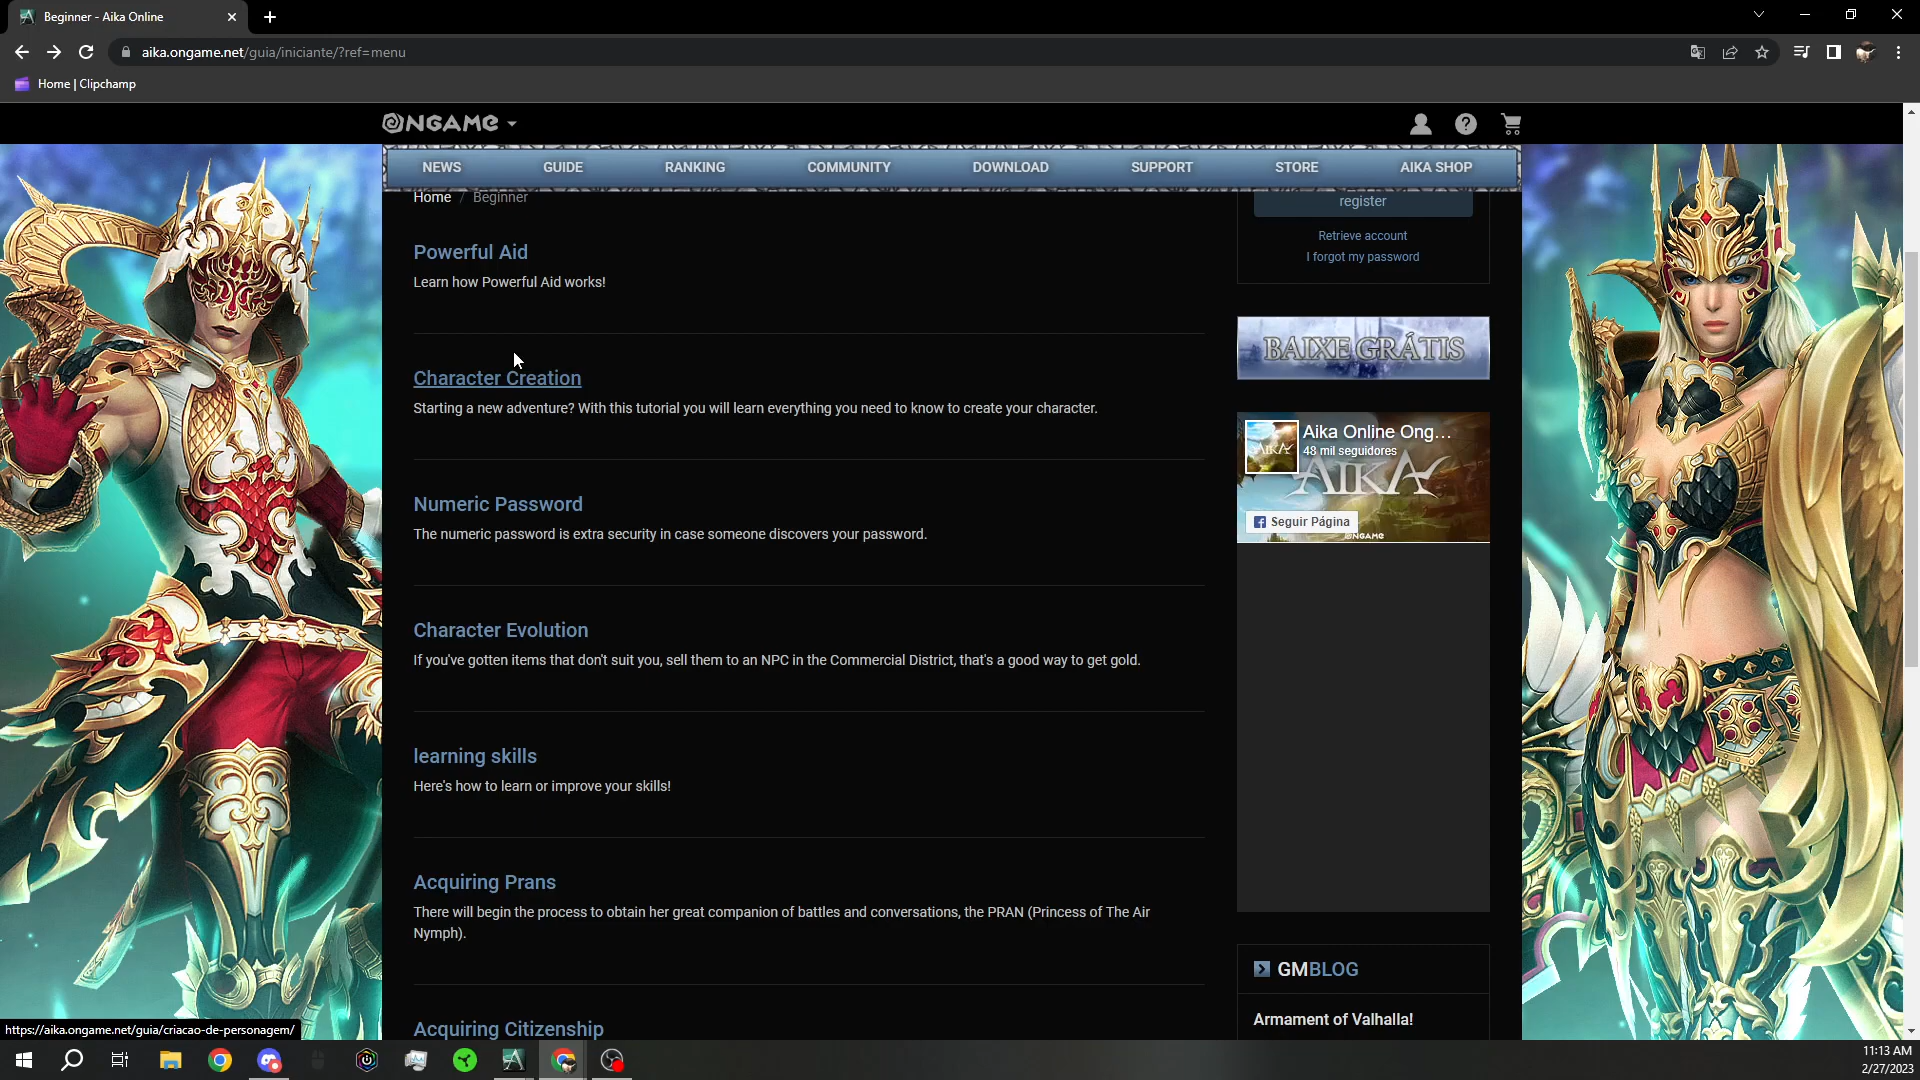 Beginner - Aika Online
aika.ongame.net/guia/iniciante/?ref=menu
Home | Clipchamp
ONGAME
NEWS
GUIDE
RANKING
COMMUNITY
DOWNLOAD
SUPPORT
STORE
AIKA SHOP
Home / Beginner
Powerful Aid
Learn how Powerful Aid works!
Character Creation
Starting a new adventure? With this tutorial you will learn everything you need to know to create your character.
Numeric Password
The numeric password is extra security in case someone discovers your password.
Character Evolution
If you've gotten items that don't suit you, sell them to an NPC in the Commercial District, that's a good way to get gold.
learning skills
Here's how to learn or improve your skills!
Acquiring Prans
There will begin the process to obtain her great companion of battles and conversations, the PRAN (Princess of The Air
Nymph).
Acquiring Citizenship
register
Retrieve account
I forgot my password
BAIXE GRÁTIS
Aika Online Ong...
48 mil seguidores
AIKA
AIKA
Seguir Página
ONGAME
GMBLOG
Armament of Valhalla!
https://aika.ongame.net/guia/criacao-de-personagem/
11:13 AM
2/27/2023